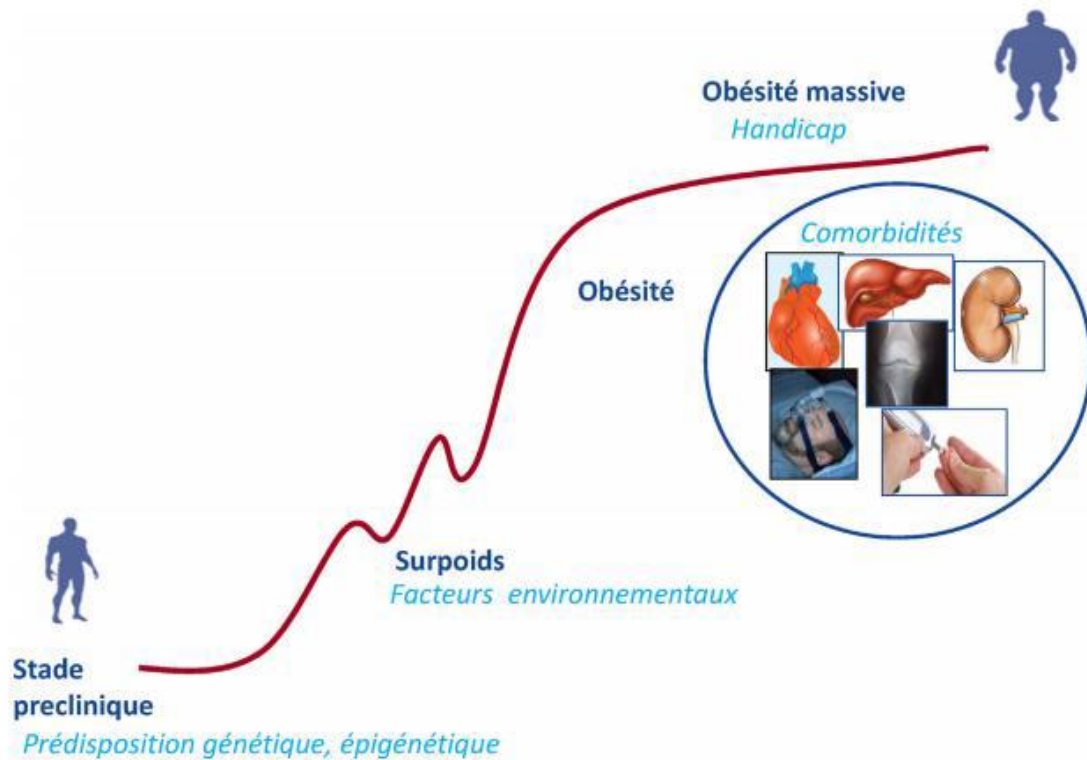 Obésité massive
Handicap
Comorbidités
Obésité
Surpoids
Facteurs environnementaux
Stade
preclinique
Prédisposition génétique, épigénétique